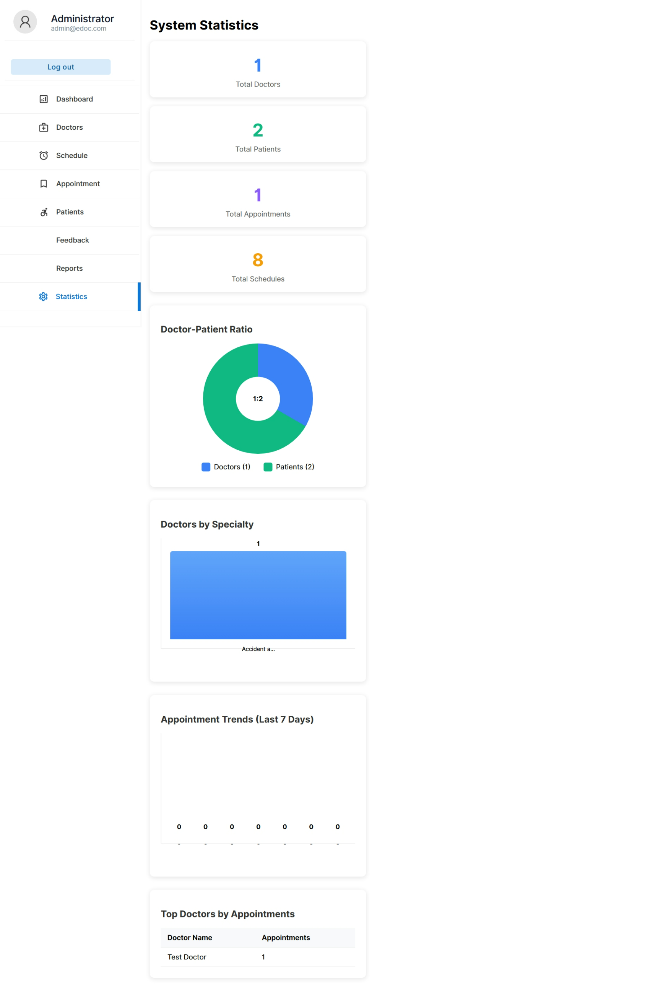 Administrator
admin@edoc.com
Log out
Dashboard
Doctors
Schedule
Appointment
Patients
Feedback
Reports
Statistics
System Statistics
1
Total Doctors
2
Total Patients
1
Total Appointments
8
Total Schedules
Doctor-Patient Ratio
1:2
Doctors (1) Patients (2)
Doctors by Specialty
1
Accident a...
Appointment Trends (Last 7 Days)
0 0 0 0 0 0 0
- - - - - - -
Top Doctors by Appointments
Doctor Name Appointments
Test Doctor 1